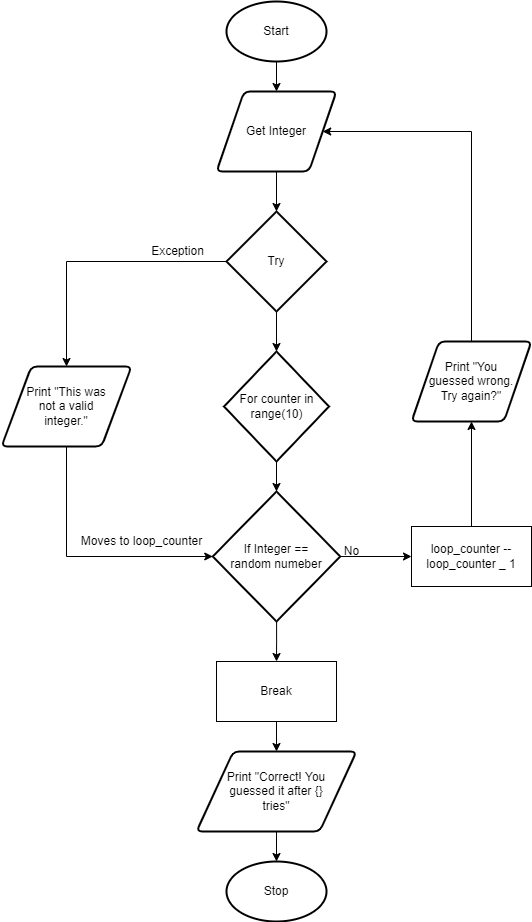 Start
Get Integer
Exception
Try
Print "You
guessed wrong.
Try again?"
Print "This was
not a valid
integer."
For counter in
range(10)
Moves to loop_counter
If Integer ==
random numeber
No
loop_counter --
loop_counter _ 1
Break
Print "Correct! You
guessed it after {}
tries"
Stop